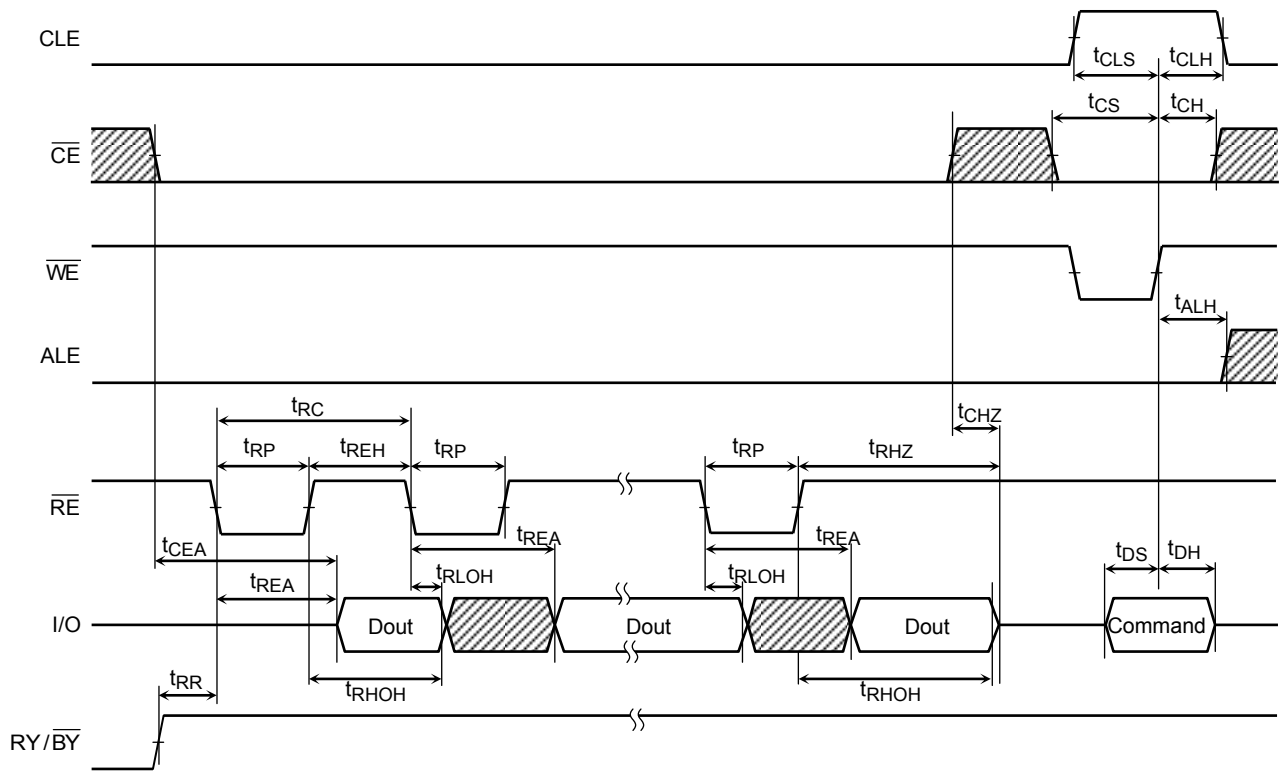 CLE
tCLS tCLH
tCS tCH
CE
WE
tALH
ALE
tRC
tCHZ
tRP tREH tRP tRP tRHZ
RE
tCEA tREA tREA
tDS tDH
tREA tRLOH tRLOH
I/O Dout Dout Dout Command
tRR tRHOH tRHOH
RY/BY